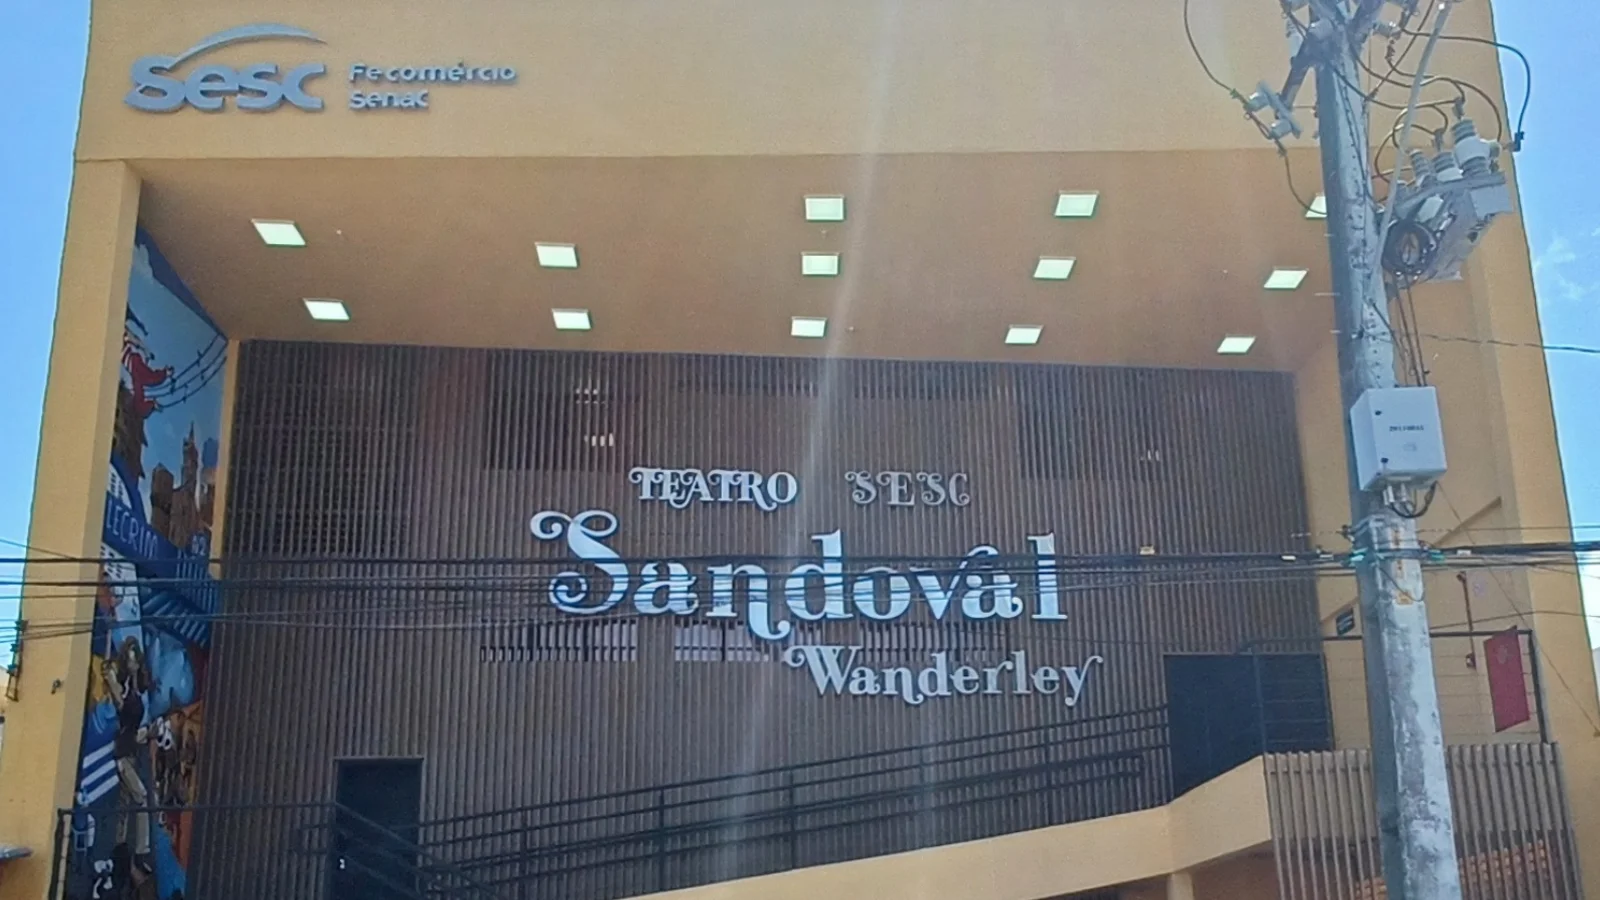 Sesc
Fecomércio
Senac
TEATRO SESC
Sandoval
Wanderley